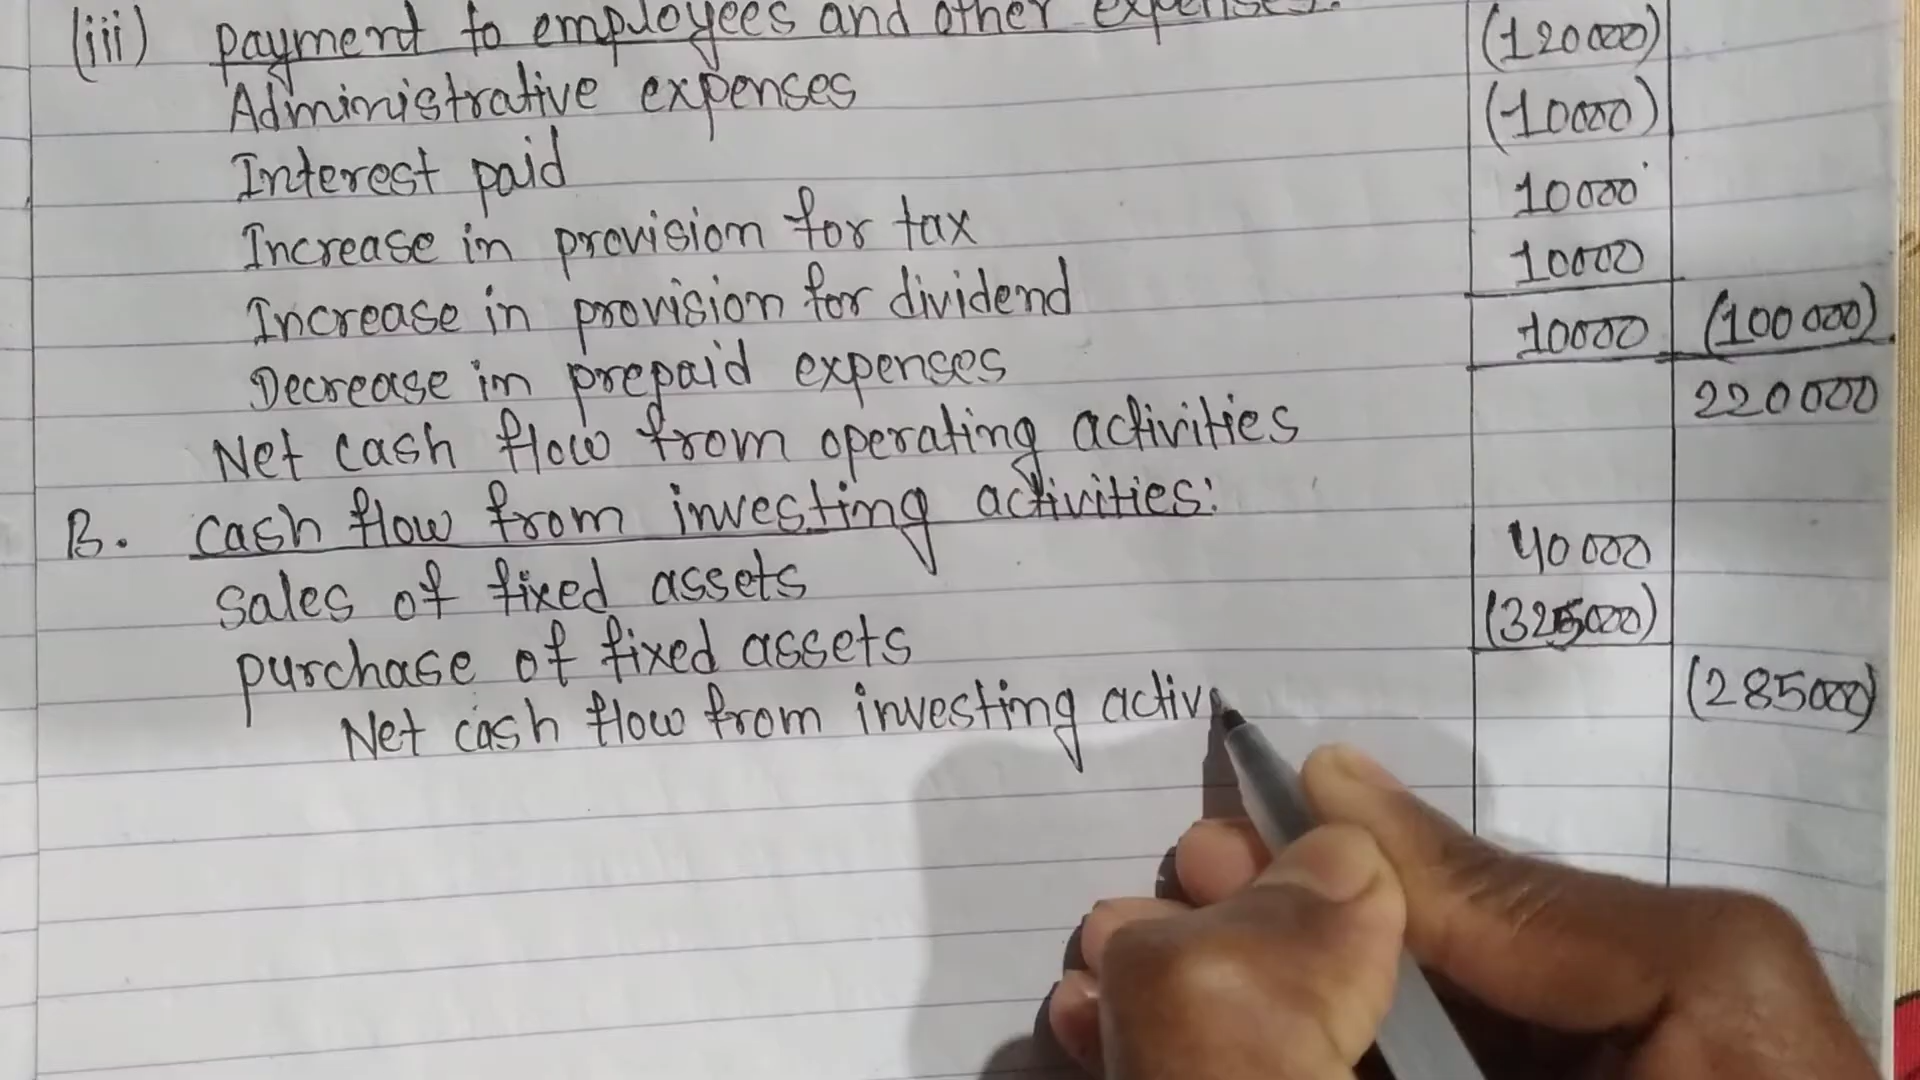 (iii) payment to employees and other expenses:
Administrative expenses (120000)
Interest paid (10000)
Increase in provision for tax 10000
Increase in provision for dividend 10000
Decrease in prepaid expenses 10000 (100000)
Net cash flow from operating activities 220000
B. cash flow from investing activities:
sales of fixed assets 40000
purchase of fixed assets (325000)
Net cash flow from investing activ (285000)